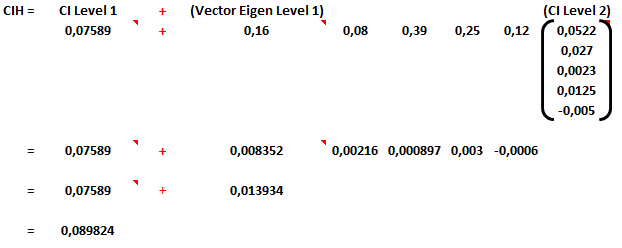 CIH = CI Level 1 + (Vector Eigen Level 1) (CI Level 2)
0,07589 + 0,16 0,08 0,39 0,25 0,12 0,0522
0,027
0,0023
0,0125
-0,005
= 0,07589 + 0,008352 0,00216 0,000897 0,003 -0,0006
= 0,07589 + 0,013934
= 0,089824